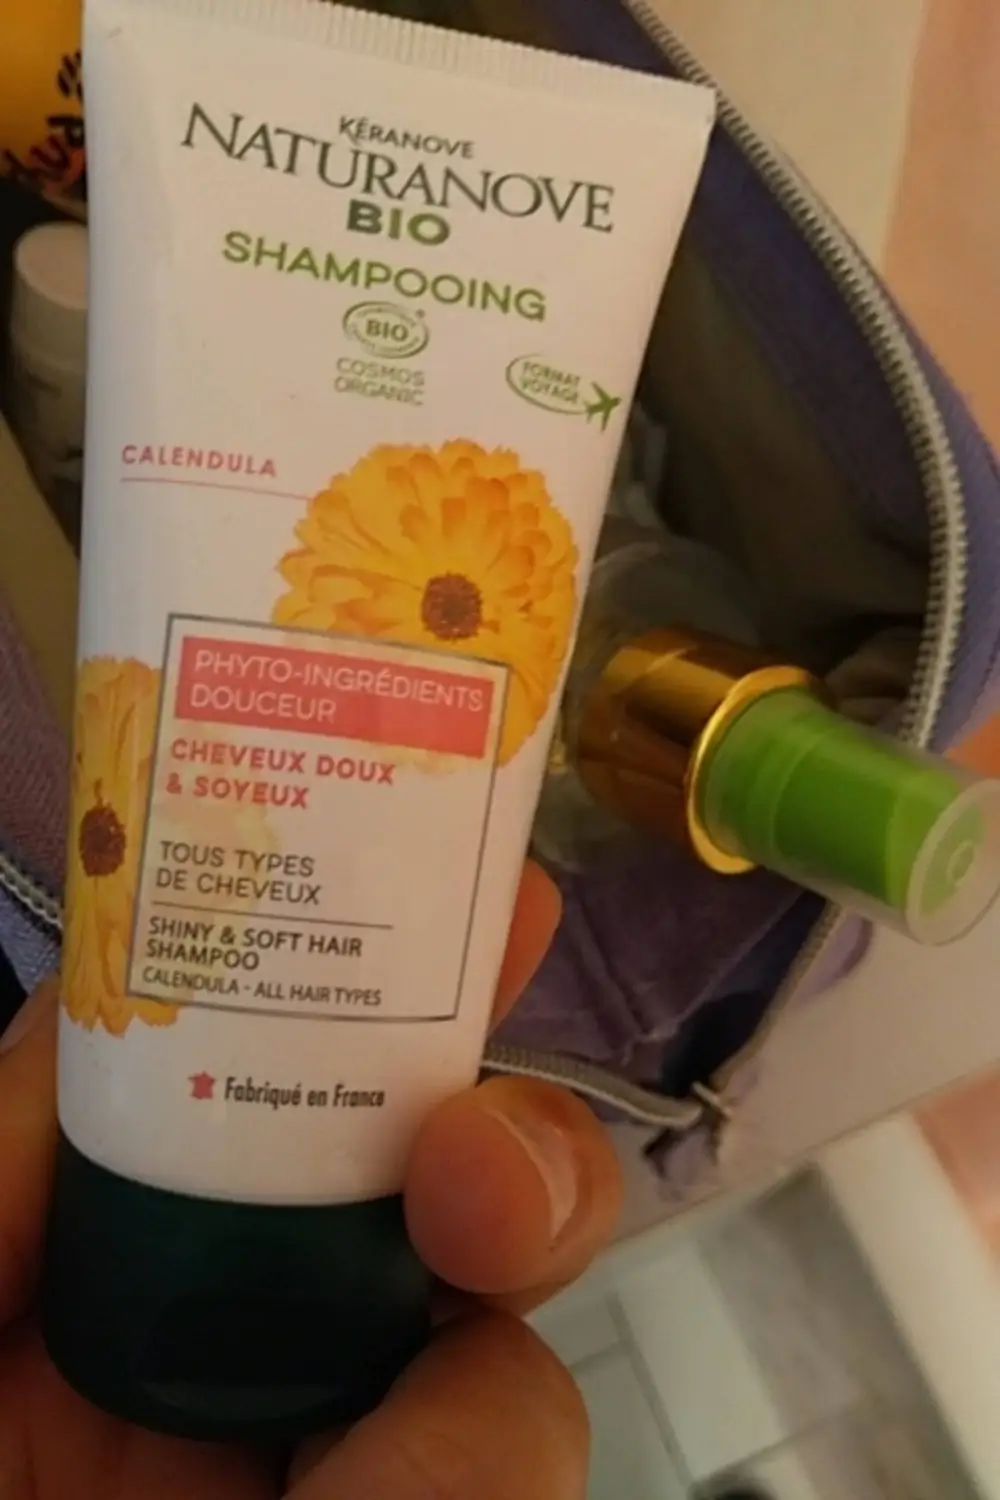 KÉRANOVE
NATURANOVE
BIO
SHAMPOOING
BIO
COSMOS
ORGANIC
FORMAT
VOYAGE
CALENDULA
PHYTO-INGRÉDIENTS
DOUCEUR
CHEVEUX DOUX
& SOYEUX
TOUS TYPES
DE CHEVEUX
SHINY & SOFT HAIR
SHAMPOO
CALENDULA - ALL HAIR TYPES
Fabriqué en France